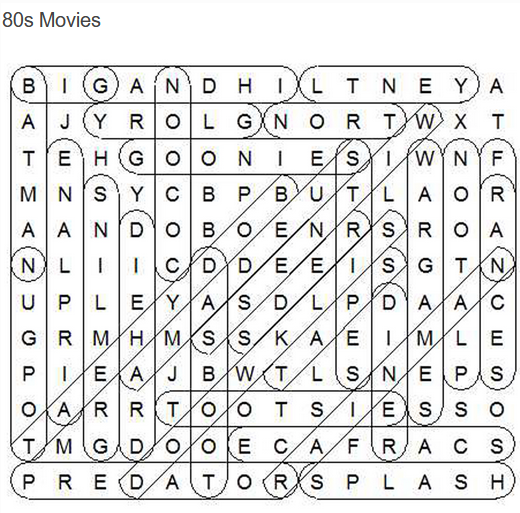 80s Movies
B I G A N D H I L T N E Y A
A J Y R O L G N O R T W X T
T E H G O O N I E S I W N F
M N S Y C B P B U T L A O R
A A N D O B O E N R S R O A
N L I I C D D E E I S G T N
U P L E Y A S D L P D A A C
G R M H M S S K A E I M L E
P I E A J B W T L S N E P S
O A R R T O O T S I E S S O
T M G D O O E C A F R A C S
P R E D A T O R S P L A S H